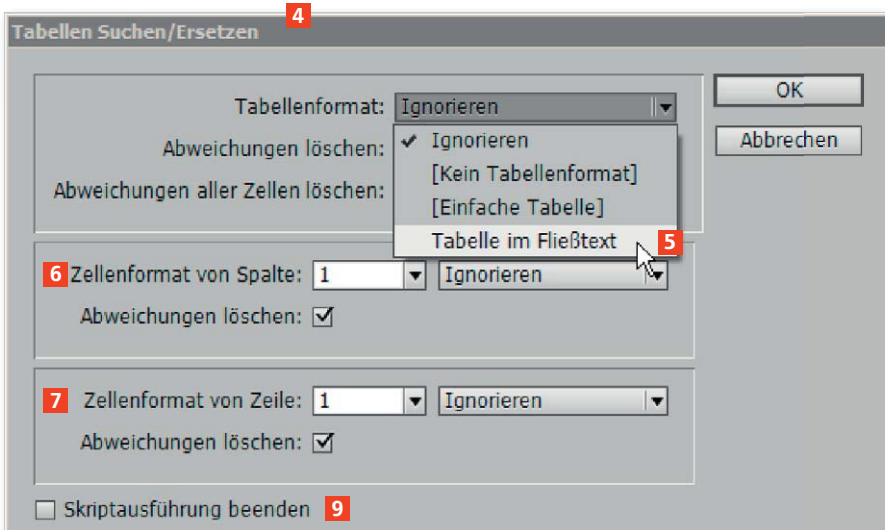 4
Tabellen Suchen/Ersetzen
Tabellenformat: Ignorieren
OK
Abweichungen löschen:
Ignorieren
Abbrechen
[Kein Tabellenformat]
Abweichungen aller Zellen löschen:
[Einfache Tabelle]
Tabelle im Fließtext 5
6 Zellenformat von Spalte: 1 Ignorieren
Abweichungen löschen:
7 Zellenformat von Zeile: 1 Ignorieren
Abweichungen löschen:
Skriptausführung beenden 9